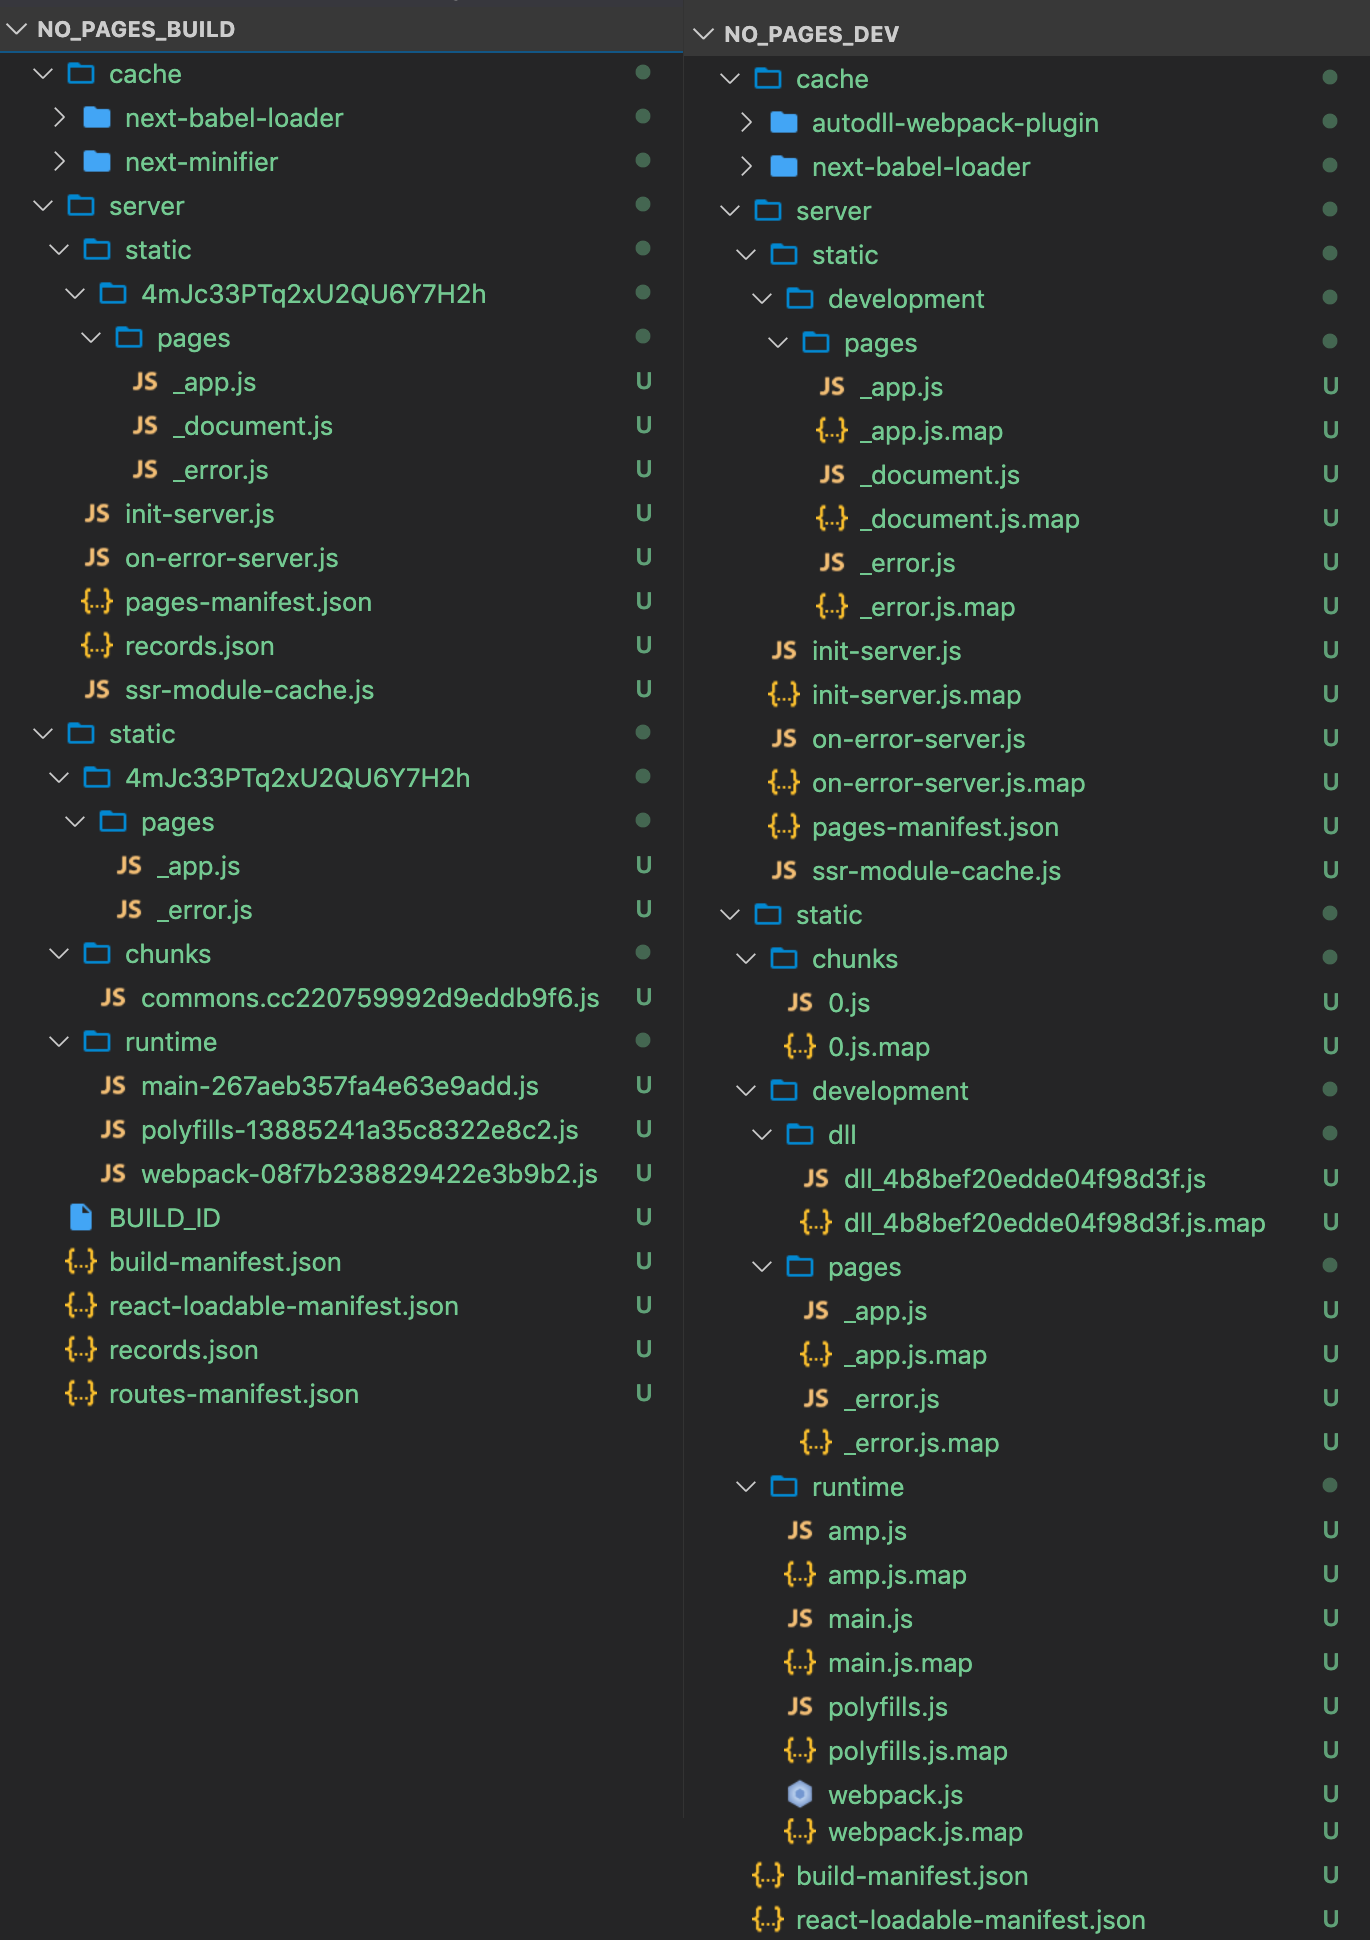 NO_PAGES_BUILD
cache
next-babel-loader
next-minifier
server
static
4mJc33PTq2xU2QU6Y7H2h
pages
JS _app.js U
JS _document.js U
JS _error.js U
JS init-server.js U
JS on-error-server.js U
{...} pages-manifest.json U
{...} records.json U
JS ssr-module-cache.js U
static
4mJc33PTq2xU2QU6Y7H2h
pages
JS _app.js U
JS _error.js U
chunks
JS commons.cc220759992d9eddb9f6.js U
runtime
JS main-267aeb357fa4e63e9add.js U
JS polyfills-13885241a35c8322e8c2.js U
JS webpack-08f7b238829422e3b9b2.js U
BUILD_ID U
{...} build-manifest.json U
{...} react-loadable-manifest.json U
{...} records.json U
{...} routes-manifest.json U
NO_PAGES_DEV
cache
autodll-webpack-plugin
next-babel-loader
server
static
development
pages
JS _app.js U
{...} _app.js.map U
JS _document.js U
{...} _document.js.map U
JS _error.js U
{...} _error.js.map U
JS init-server.js U
{...} init-server.js.map U
JS on-error-server.js U
{...} on-error-server.js.map U
{...} pages-manifest.json U
JS ssr-module-cache.js U
static
chunks
JS 0.js U
{...} 0.js.map U
development
dll
JS dll_4b8bef20edde04f98d3f.js U
{...} dll_4b8bef20edde04f98d3f.js.map U
pages
JS _app.js U
{...} _app.js.map U
JS _error.js U
{...} _error.js.map U
runtime
JS amp.js U
{...} amp.js.map U
JS main.js U
{...} main.js.map U
JS polyfills.js U
{...} polyfills.js.map U
webpack.js U
{...} webpack.js.map U
{...} build-manifest.json U
{...} react-loadable-manifest.json U